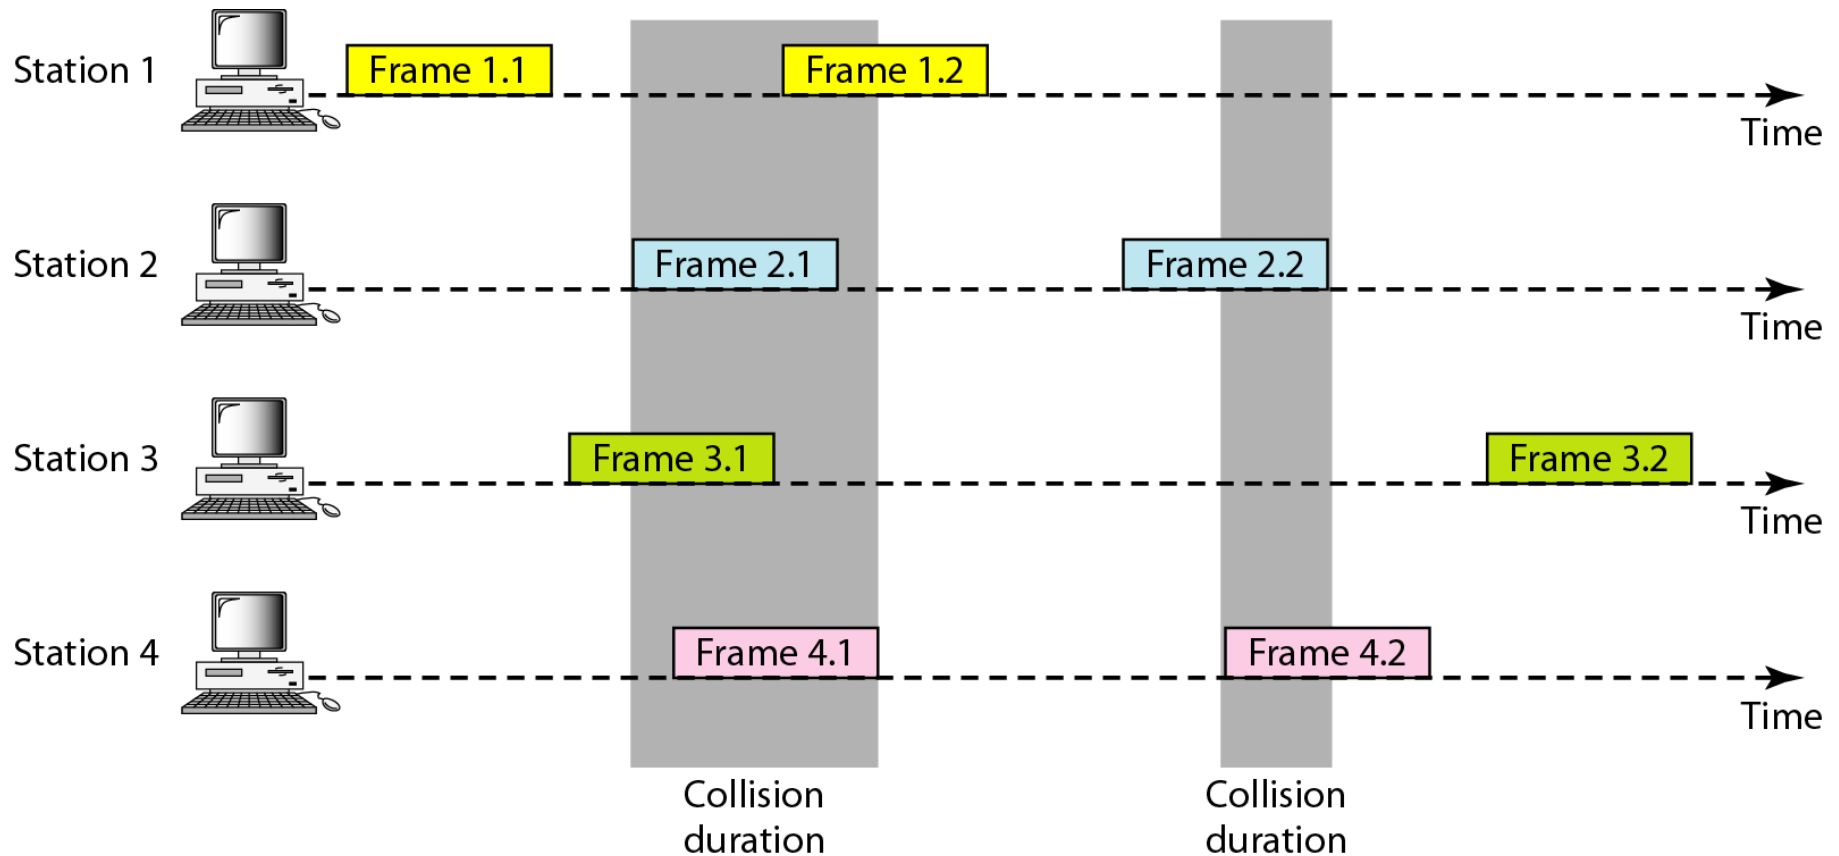 Station 1
Frame 1.1
Frame 1.2
Time
Station 2
Frame 2.1
Frame 2.2
Time
Station 3
Frame 3.1
Frame 3.2
Time
Station 4
Frame 4.1
Frame 4.2
Time
Collision
duration
Collision
duration